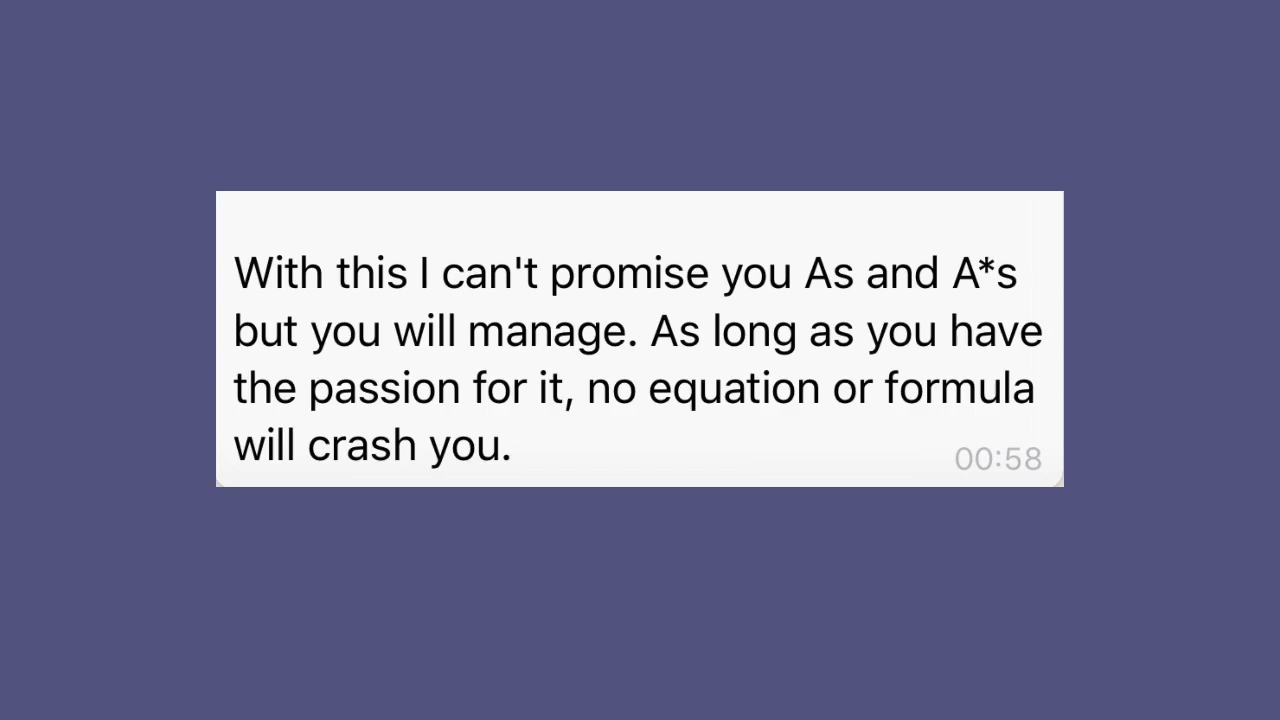 With this I can't promise you As and A*s
but you will manage. As long as you have
the passion for it, no equation or formula
will crash you.
00:58